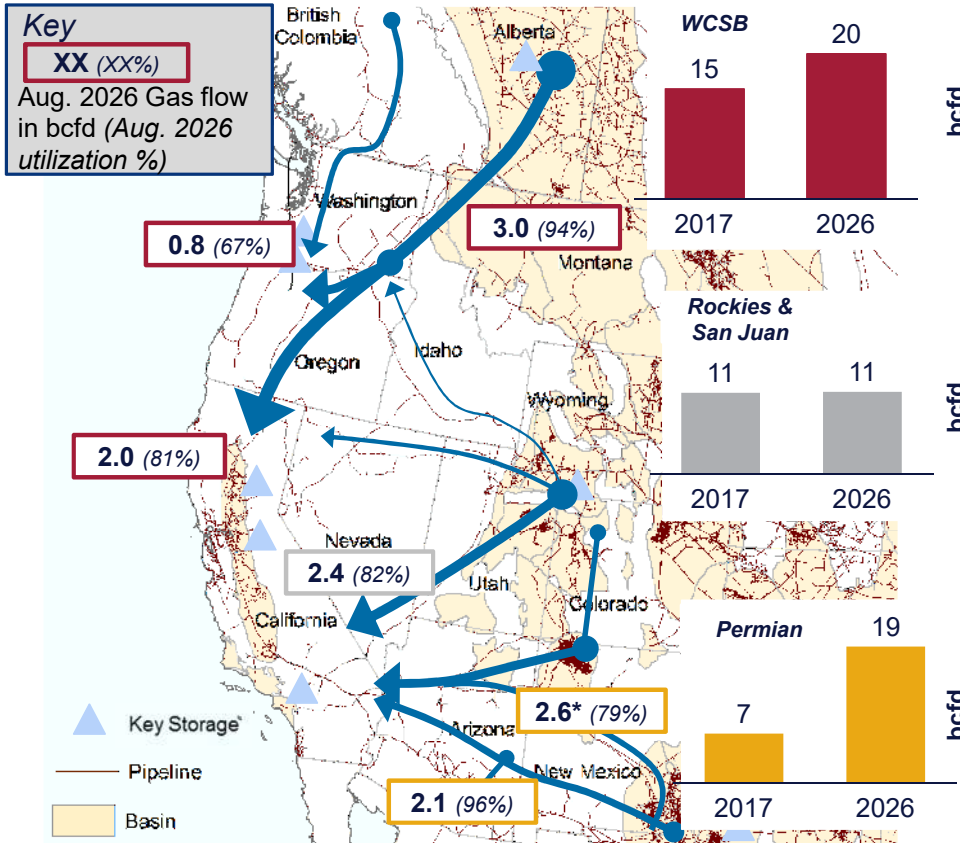 Key
XX (XX%)
Aug. 2026 Gas flow
in bcfd (Aug. 2026
utilization %)
British
Columbia
Alberta
Washington
Montana
Oregon
Idaho
Wyoming
Nevada
Utah
Colorado
California
Arizona
New Mexico
0.8 (67%)
3.0 (94%)
2.0 (81%)
2.4 (82%)
2.6* (79%)
2.1 (96%)
Key Storage
Pipeline
Basin
WCSB
15
20
2017
2026
bcfd
Rockies &
San Juan
11
11
2017
2026
bcfd
Permian
7
19
2017
2026
bcfd